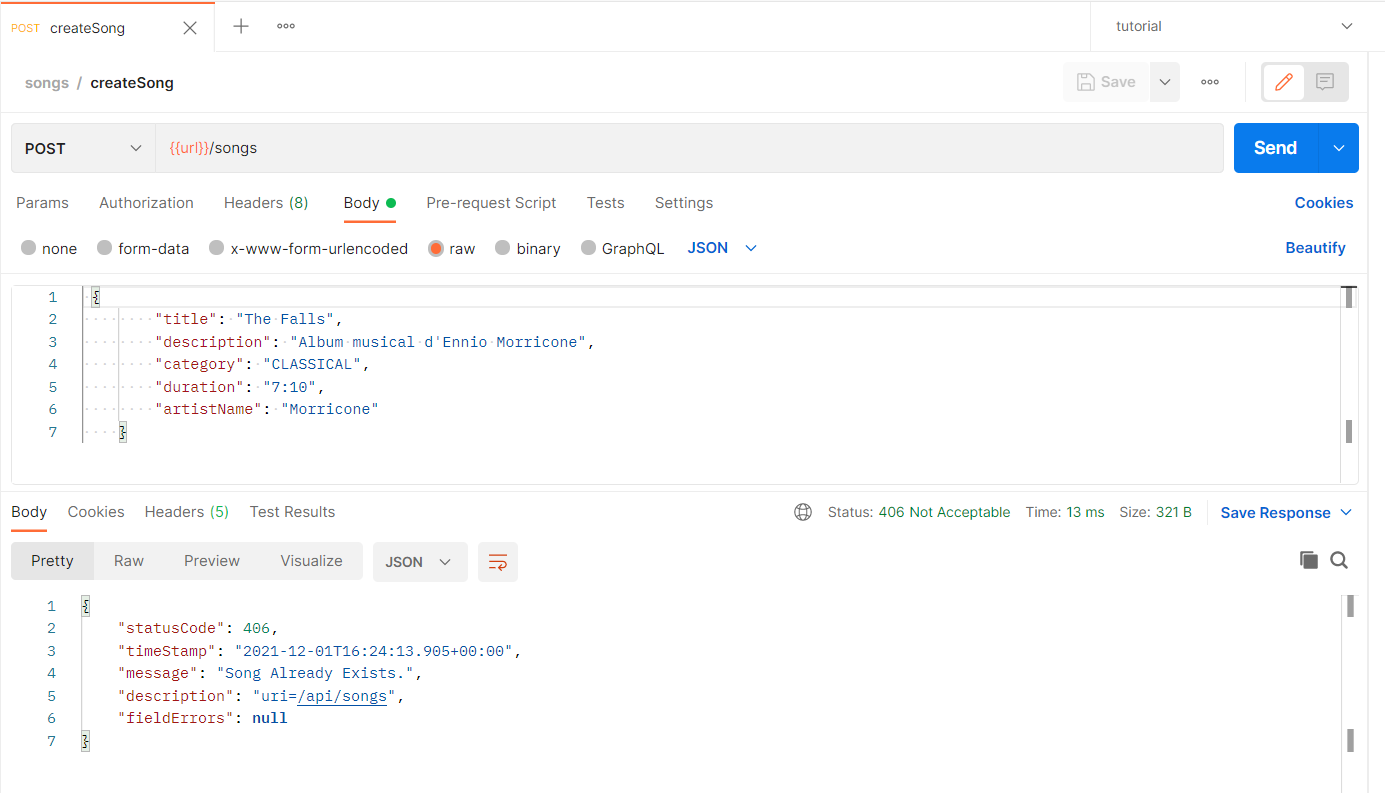 POST createSong
tutorial
songs / createSong
Save
POST
{{url}}/songs
Send
Params Authorization Headers (8) Body Pre-request Script Tests Settings Cookies
none form-data x-www-form-urlencoded raw binary GraphQL JSON Beautify
1 {
2 "title": "The Falls",
3 "description": "Album musical d'Ennio Morricone",
4 "category": "CLASSICAL",
5 "duration": "7:10",
6 "artistName": "Morricone"
7 }
Body Cookies Headers (5) Test Results Status: 406 Not Acceptable Time: 13 ms Size: 321 B Save Response
Pretty Raw Preview Visualize JSON
1 {
2 "statusCode": 406,
3 "timeStamp": "2021-12-01T16:24:13.905+00:00",
4 "message": "Song Already Exists.",
5 "description": "uri=/api/songs",
6 "fieldErrors": null
7 }